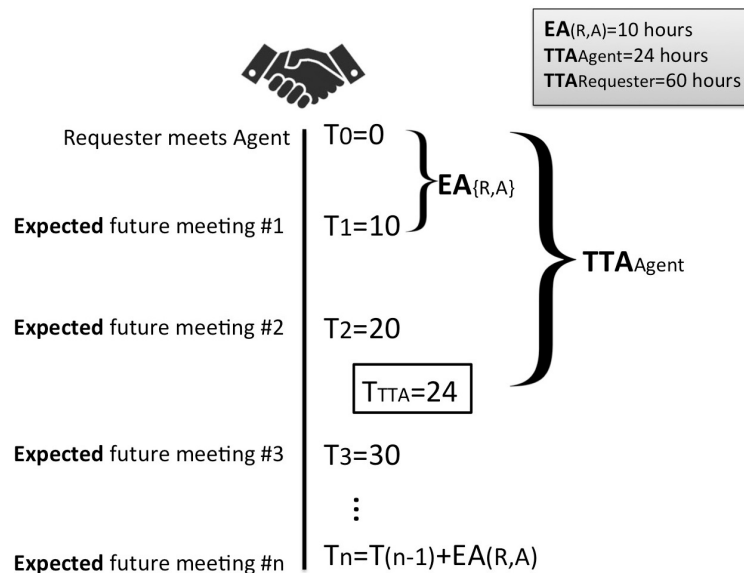 EA(R,A)=10 hours
TTAAgent=24 hours
TTARequester=60 hours
Requester meets Agent T0=0
EA{R,A}
Expected future meeting #1 T1=10
TTAAgent
Expected future meeting #2 T2=20
TTTA=24
Expected future meeting #3 T3=30
⋮
Expected future meeting #n Tn=T(n-1)+EA(R,A)